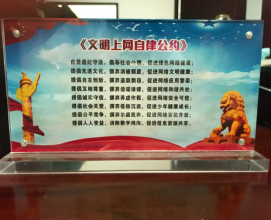 《文明上网自律公约》
自觉遵纪守法，倡导社会公德，促进绿色网络建设；
提倡先进文化，摒弃消极颓废，促进网络文明健康；
提倡自主创新，摒弃盗版剽窃，促进网络应用繁荣；
提倡互相尊重，摒弃造谣诽谤，促进网络和谐共处；
提倡诚实守信，摒弃弄虚作假，促进网络安全可信；
提倡社会关爱，摒弃低俗沉迷，促进少年健康成长；
提倡公平竞争，摒弃尔虞我诈，促进网络百花齐放；
提倡人人受益，消除数字鸿沟，促进信息资源共享。